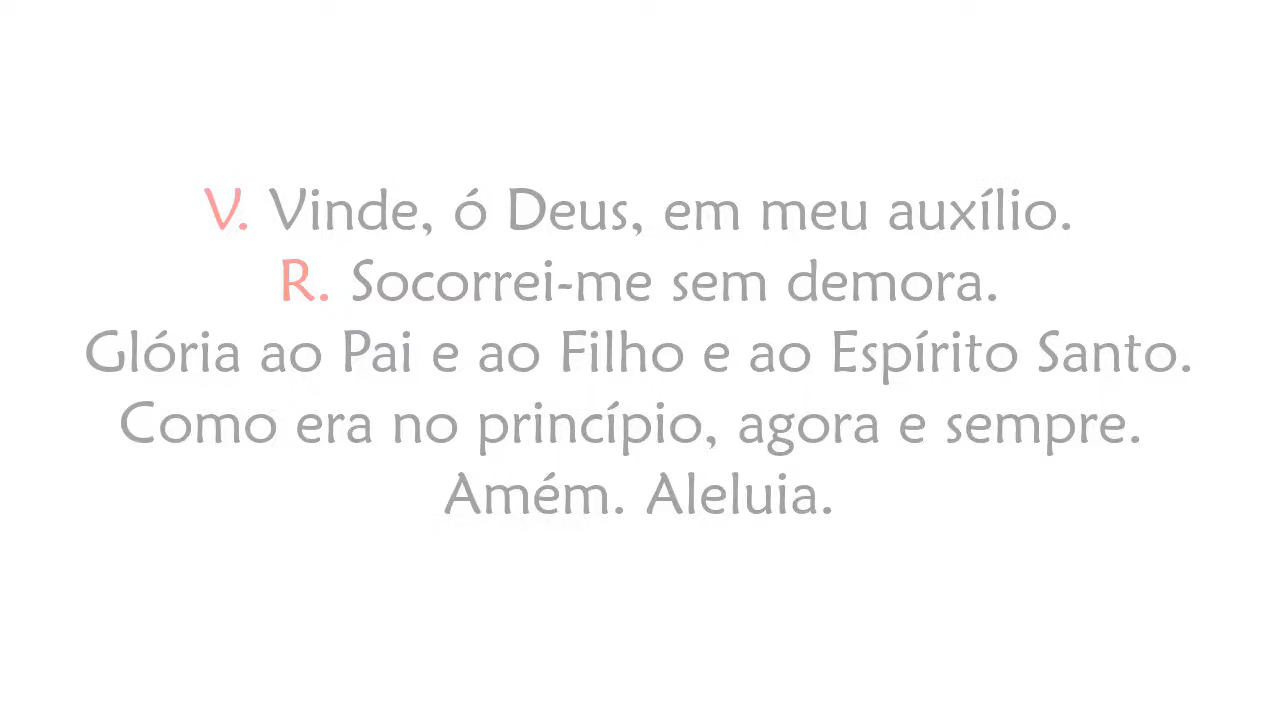 V. Vinde, ó Deus, em meu auxílio.
R. Socorrei-me sem demora.
Glória ao Pai e ao Filho e ao Espírito Santo.
Como era no princípio, agora e sempre.
Amém. Aleluia.